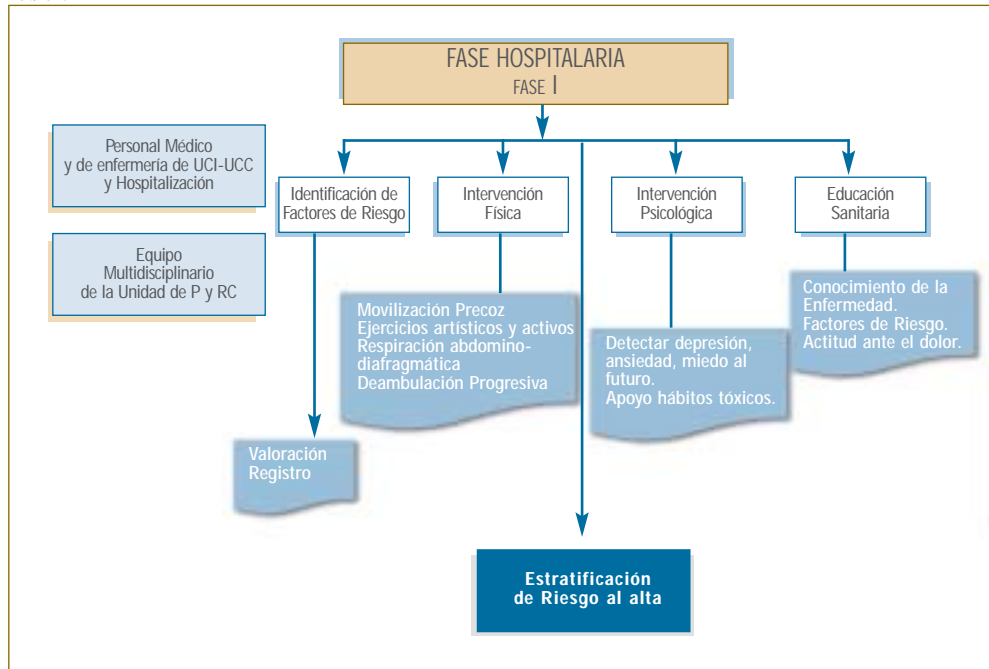 FASE HOSPITALARIA
FASE I
Personal Médico
y de enfermería de UCI-UCC
y Hospitalización
Equipo
Multidisciplinario
de la Unidad de P y RC
Identificación de
Factores de Riesgo
Intervención
Física
Intervención
Psicológica
Educación
Sanitaria
Movilización Precoz
Ejercicios artísticos y activos
Respiración abdomino-
diafragmática
Deambulación Progresiva
Detectar depresión,
ansiedad, miedo al
futuro.
Apoyo hábitos tóxicos.
Conocimiento de la
Enfermedad.
Factores de Riesgo.
Actitud ante el dolor.
Valoración
Registro
Estratificación
de Riesgo al alta